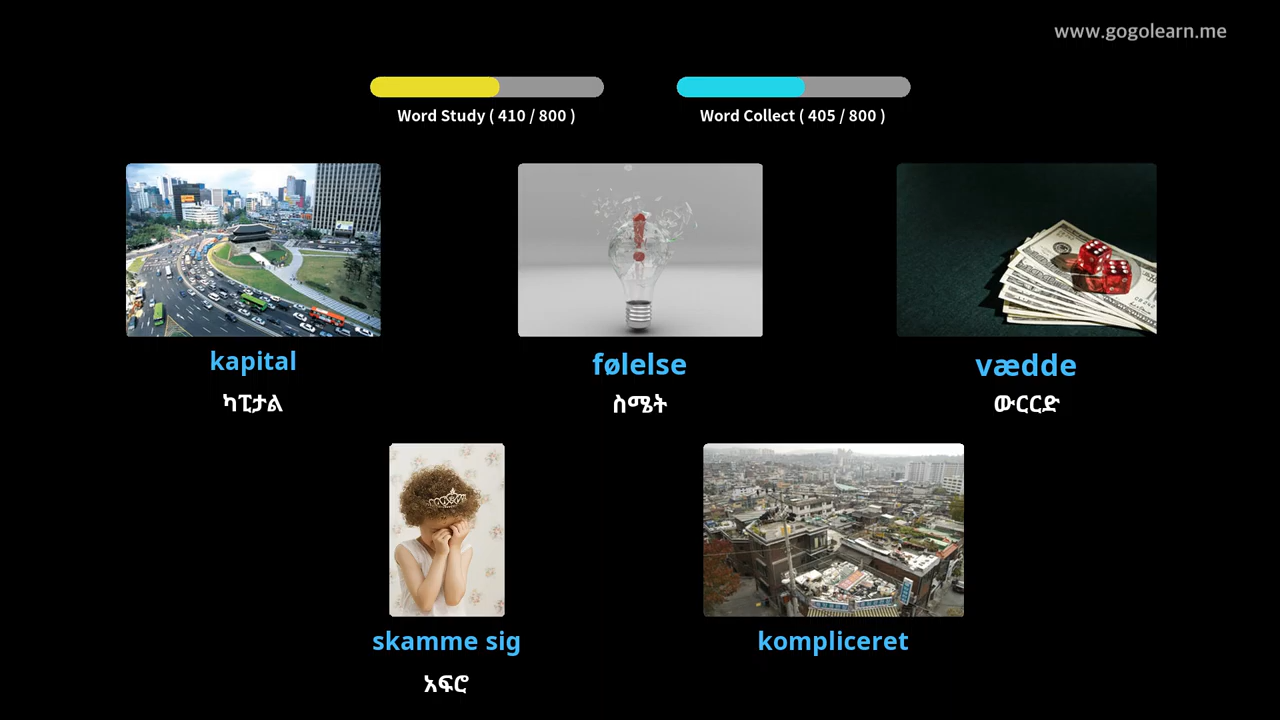 www.gogolearn.me
Word Study ( 410 / 800 )
Word Collect ( 405 / 800 )
kapital
ካፒታል
følelse
ስሜት
vædde
ውርርድ
skamme sig
አፍሮ
kompliceret